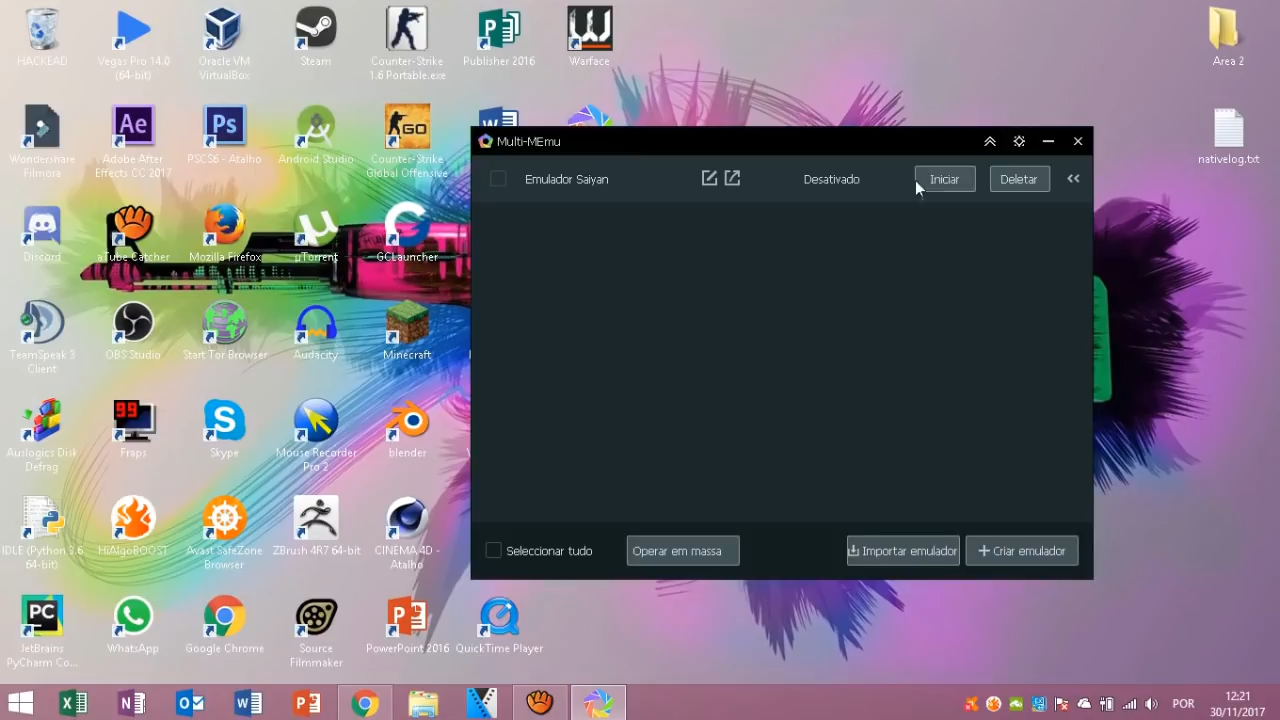 HACKEAD
Vegas Pro 14.0
(64-bit)
Oracle VM
VirtualBox
Steam
Counter-Strike
1.6 Portable.exe
Publisher 2016
Warface
Area 2
Wondershare
Filmora
Ae
Adobe After
Effects CC 2017
Ps
PSCS6 - Atalho
Android Studio
GO
Counter-Strike
Global Offensive
nativelog.txt
Multi-MEmu
Emulador Saiyan
Desativado
Iniciar
Deletar
Discord
aTube Catcher
Mozilla Firefox
µTorrent
GCLauncher
TeamSpeak 3
Client
OBS Studio
Start Tor Browser
Audacity
Minecraft
Auslogics Disk
Defrag
99
Fraps
Skype
Mouse Recorder
Pro 2
blender
IDLE (Python 3.6
64-bit)
HiAlgoBOOST
Avast SafeZone
Browser
ZBrush 4R7 64-bit
CINEMA 4D -
Atalho
Seleccionar tudo
Operar em massa
Importar emulador
Criar emulador
PC
JetBrains
PyCharm Co...
WhatsApp
Google Chrome
Source
Filmmaker
PowerPoint 2016
QuickTime Player
POR
12:21
30/11/2017